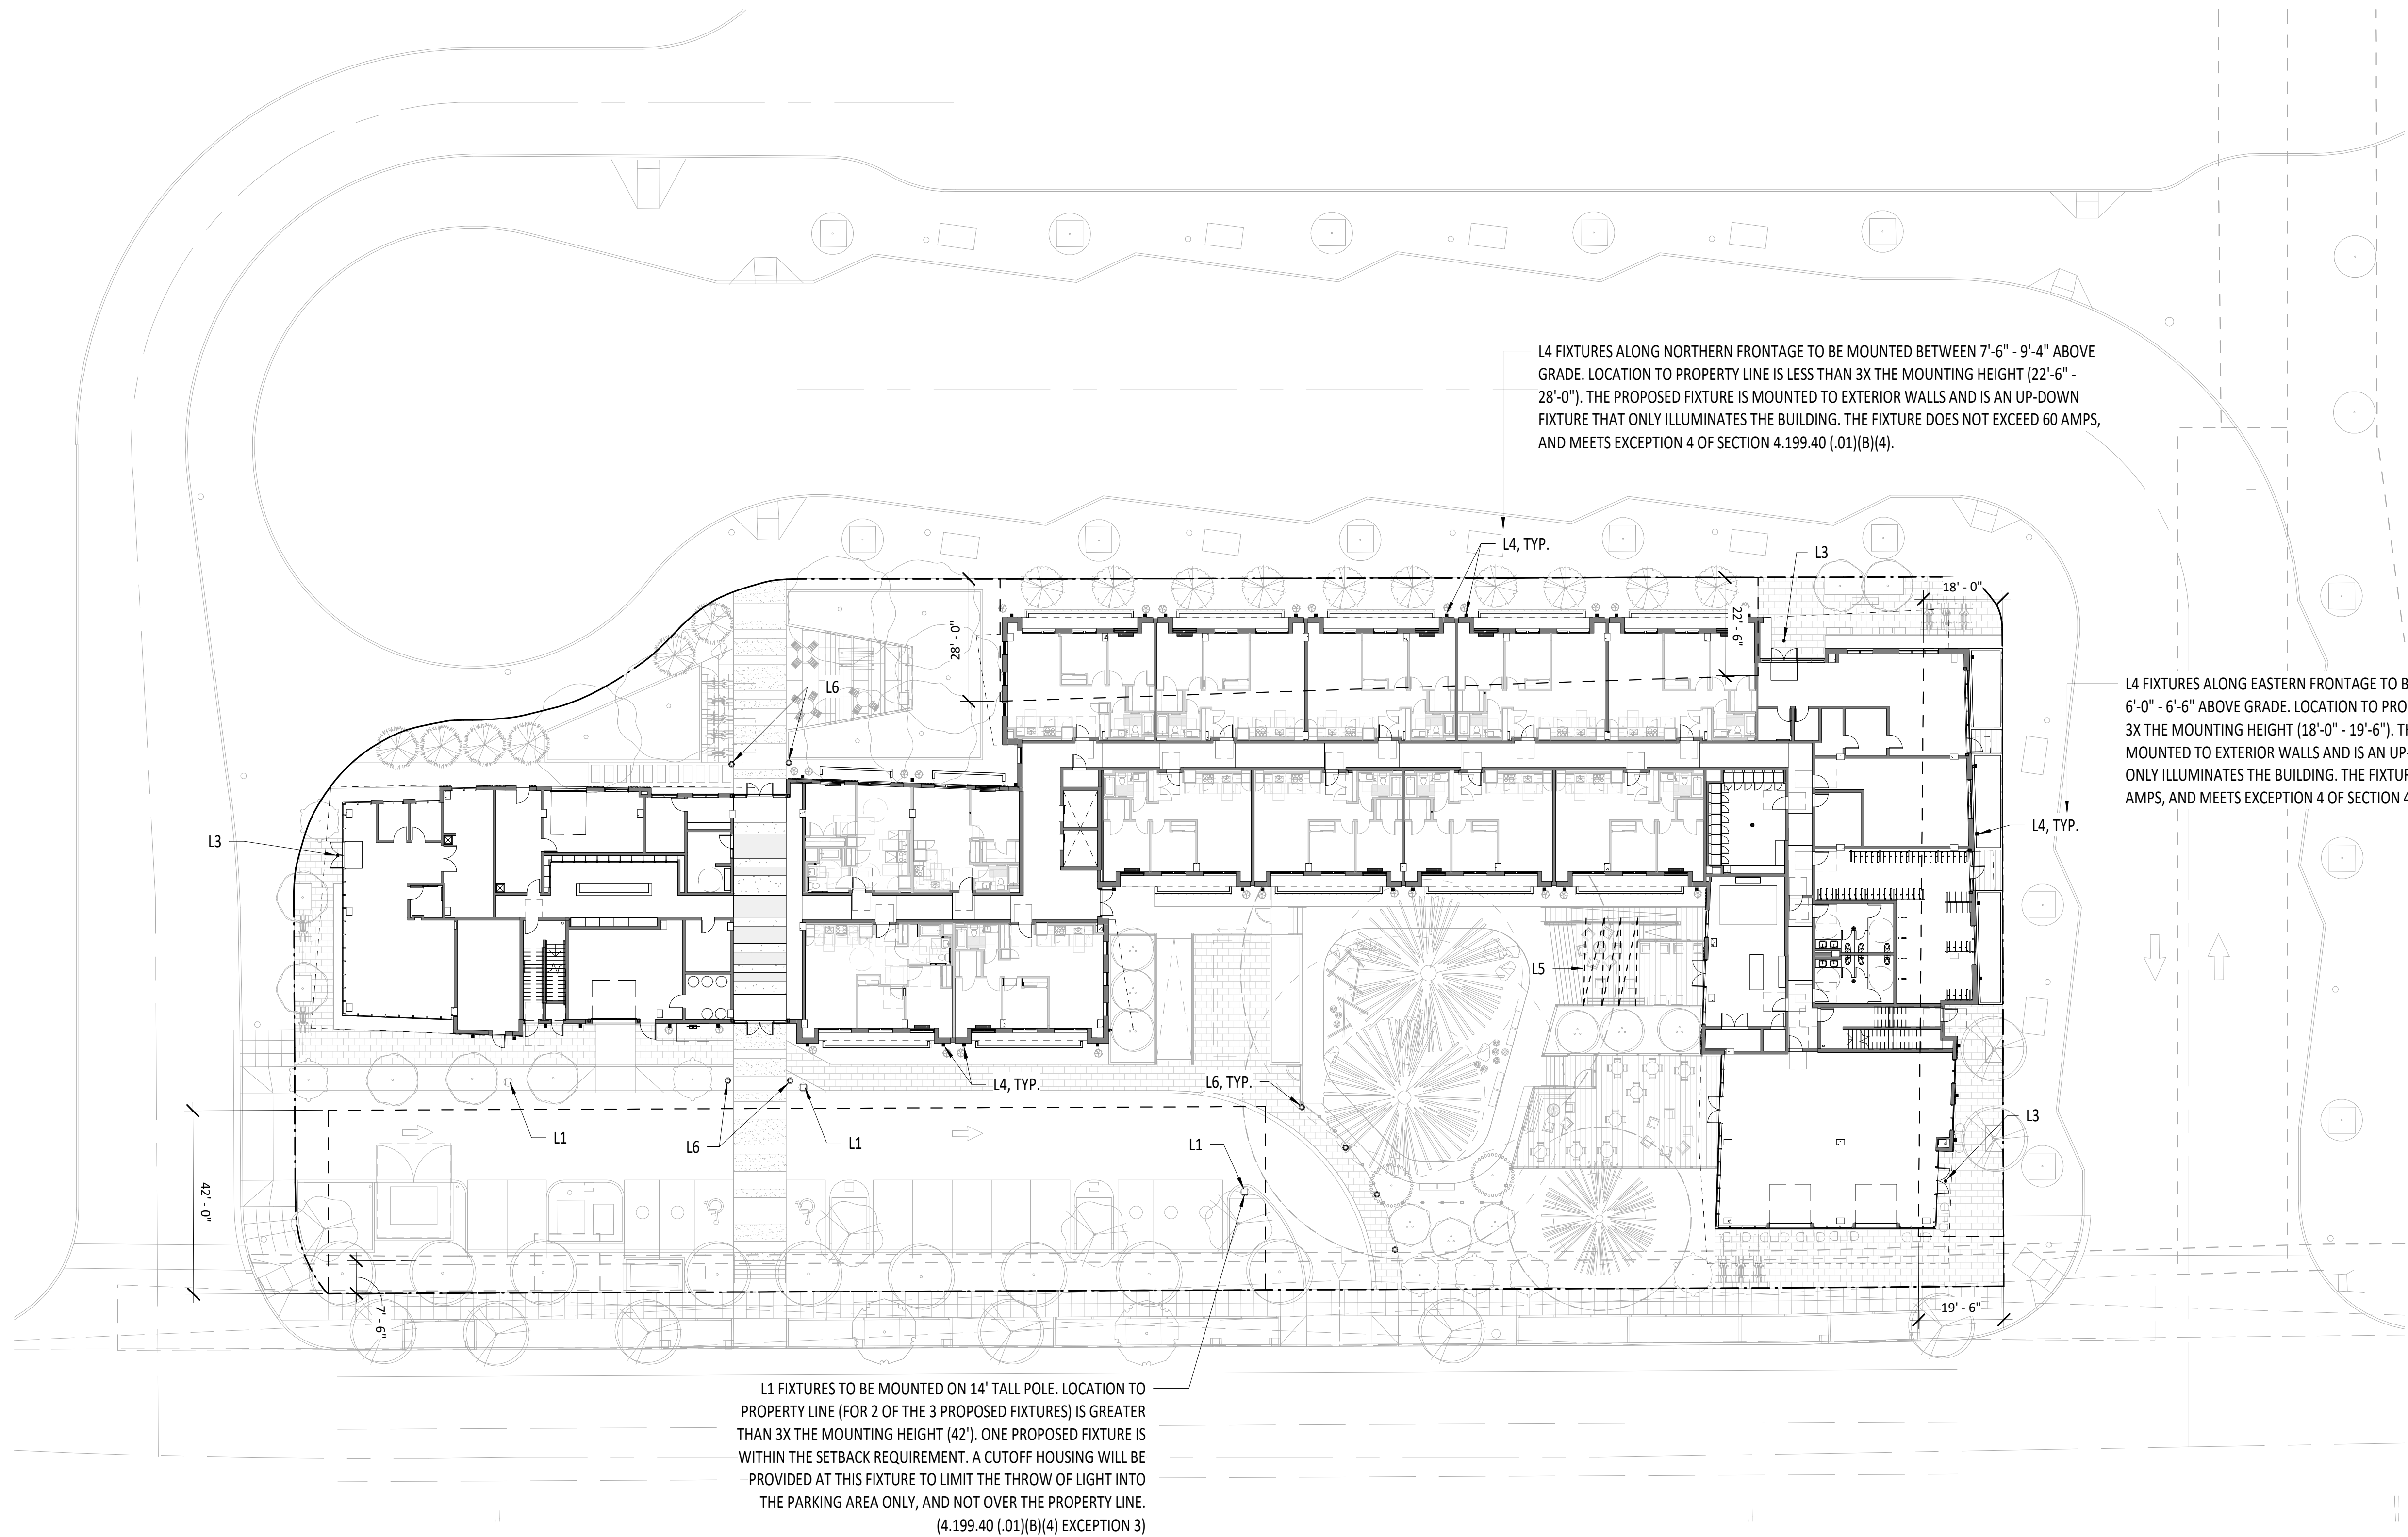 L4 FIXTURES ALONG NORTHERN FRONTAGE TO BE MOUNTED BETWEEN 7'-6" - 9'-4" ABOVE
GRADE. LOCATION TO PROPERTY LINE IS LESS THAN 3X THE MOUNTING HEIGHT (22'-6" -
28'-0"). THE PROPOSED FIXTURE IS MOUNTED TO EXTERIOR WALLS AND IS AN UP-DOWN
FIXTURE THAT ONLY ILLUMINATES THE BUILDING. THE FIXTURE DOES NOT EXCEED 60 AMPS,
AND MEETS EXCEPTION 4 OF SECTION 4.199.40 (.01)(B)(4).
L4, TYP.
L3
18' - 0"
22' - 6"
28' - 0"
L6
L4 FIXTURES ALONG EASTERN FRONTAGE TO B
6'-0" - 6'-6" ABOVE GRADE. LOCATION TO PRO
3X THE MOUNTING HEIGHT (18'-0" - 19'-6"). T
MOUNTED TO EXTERIOR WALLS AND IS AN UP-
ONLY ILLUMINATES THE BUILDING. THE FIXTUR
AMPS, AND MEETS EXCEPTION 4 OF SECTION 4
L4, TYP.
L3
L5
L4, TYP.
L6, TYP.
L3
L1
L6
L1
L1
42' - 0"
7' - 6"
19' - 6"
L1 FIXTURES TO BE MOUNTED ON 14' TALL POLE. LOCATION TO
PROPERTY LINE (FOR 2 OF THE 3 PROPOSED FIXTURES) IS GREATER
THAN 3X THE MOUNTING HEIGHT (42'). ONE PROPOSED FIXTURE IS
WITHIN THE SETBACK REQUIREMENT. A CUTOFF HOUSING WILL BE
PROVIDED AT THIS FIXTURE TO LIMIT THE THROW OF LIGHT INTO
THE PARKING AREA ONLY, AND NOT OVER THE PROPERTY LINE.
(4.199.40 (.01)(B)(4) EXCEPTION 3)